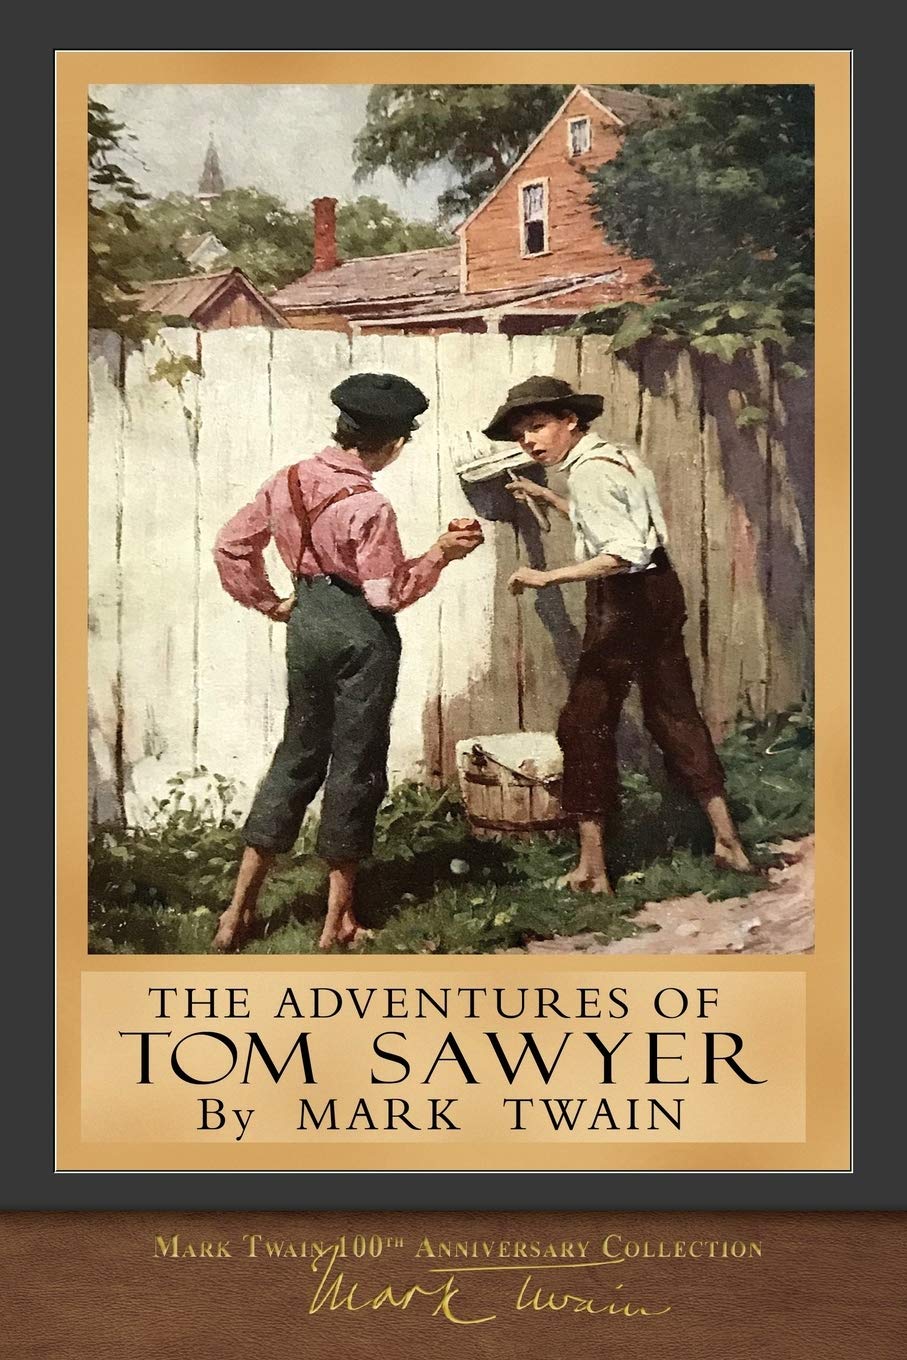 THE ADVENTURES OF
TOM SAWYER
By MARK TWAIN
MARK TWAIN 100TH ANNIVERSARY COLLECTION
Mark Twain